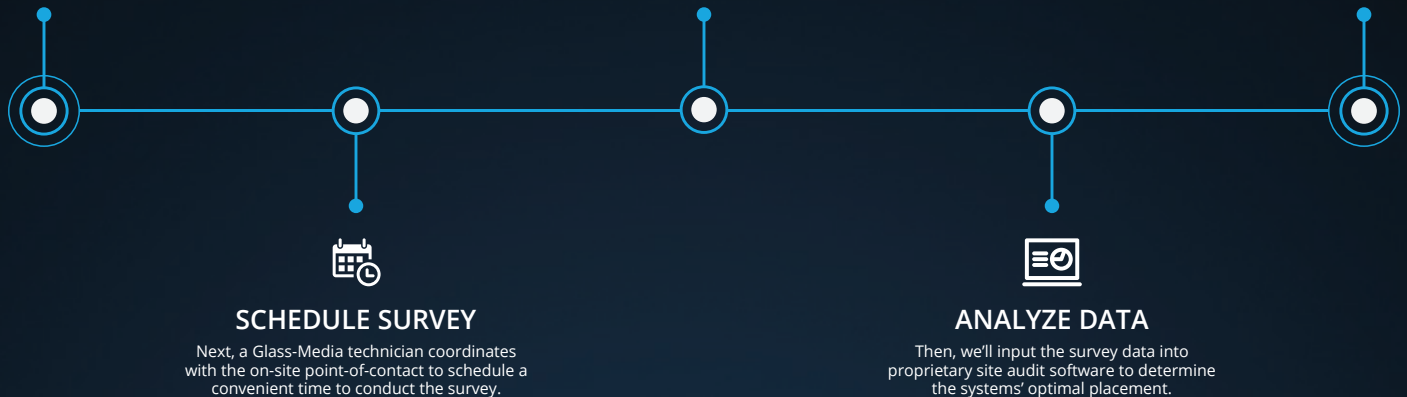 SCHEDULE SURVEY
Next, a Glass-Media technician coordinates
with the on-site point-of-contact to schedule a
convenient time to conduct the survey.
ANALYZE DATA
Then, we’ll input the survey data into
proprietary site audit software to determine
the systems’ optimal placement.